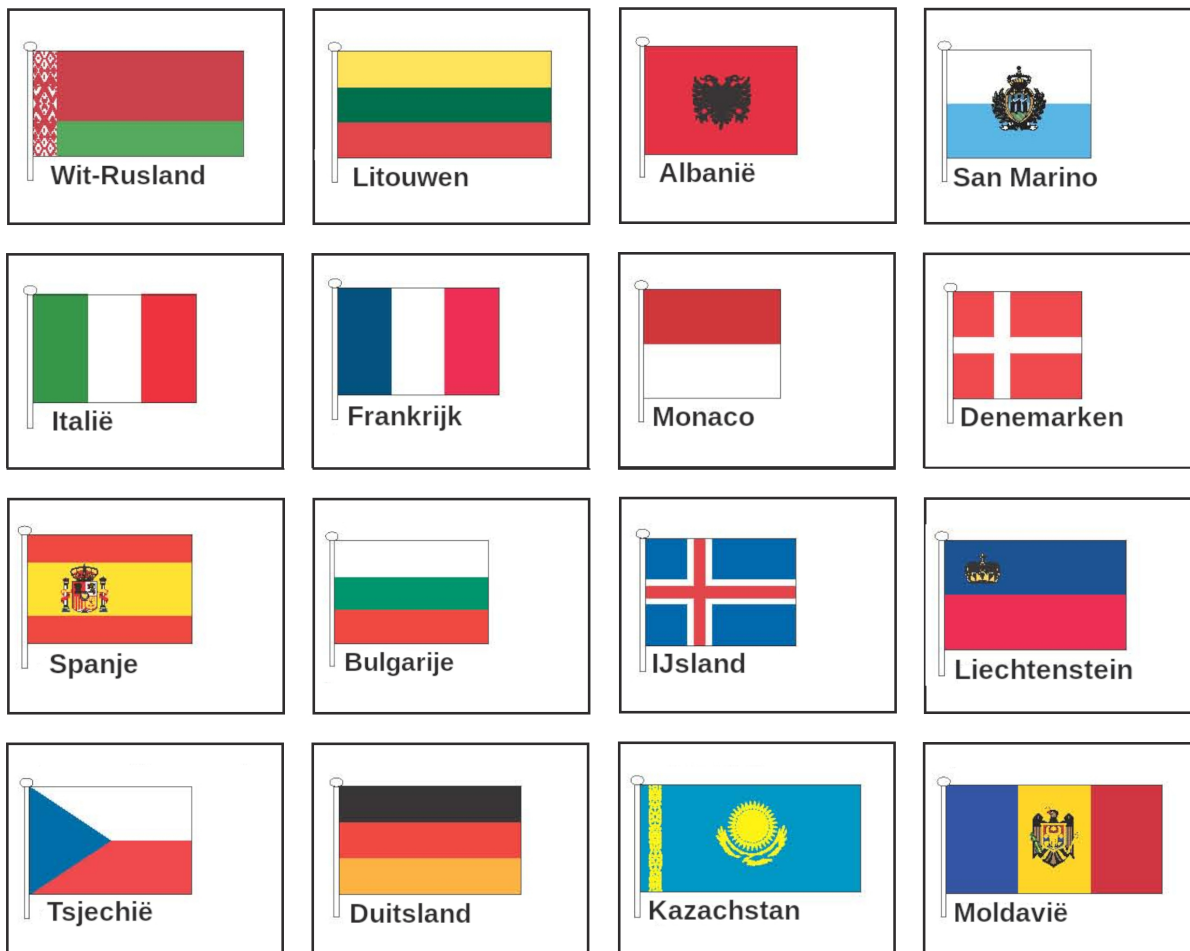 Wit-Rusland
Litouwen
Albanië
San Marino
Italië
Frankrijk
Monaco
Denemarken
Spanje
Bulgarije
IJsland
Liechtenstein
Tsjechië
Duitsland
Kazachstan
Moldavië